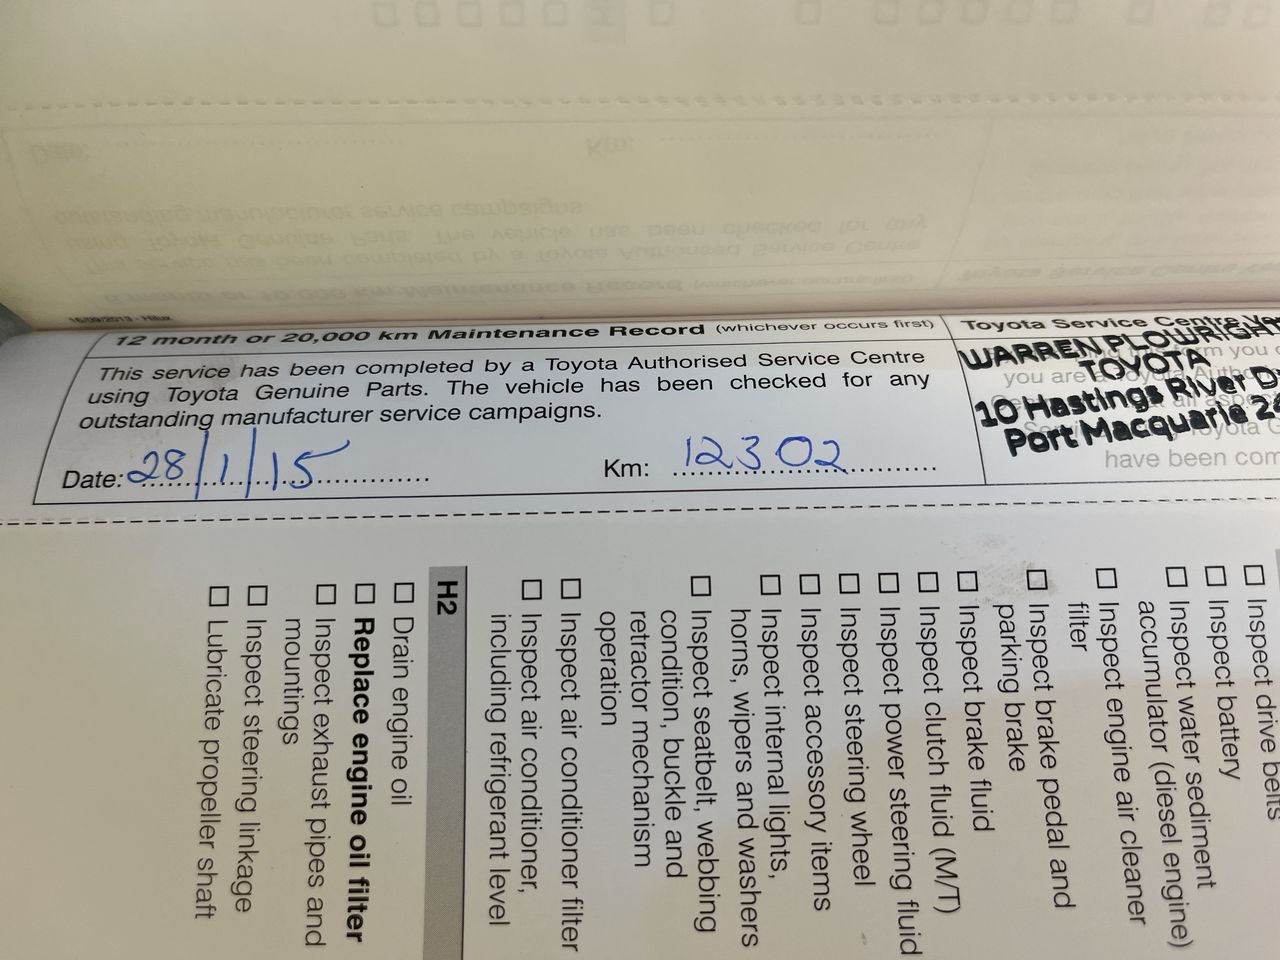 16/09/2013 - Hilux
12 month or 20,000 km Maintenance Record (whichever occurs first)
This service has been completed by a Toyota Authorised Service Centre
using Toyota Genuine Parts. The vehicle has been checked for any
outstanding manufacturer service campaigns.
Date: 28/1/15
Km: 12302
Toyota Service Centre
WARREN PLOWRIGHT
TOYOTA
10 Hastings River
Port Macquarie
you are a
have been
Inspect drive belts
Inspect battery
Inspect water sediment
accumulator (diesel engine)
Inspect engine air cleaner
filter
Inspect brake pedal and
parking brake
Inspect brake fluid
Inspect clutch fluid (M/T)
Inspect power steering fluid
Inspect steering wheel
Inspect accessory items
Inspect internal lights,
horns, wipers and washers
Inspect seatbelt, webbing
condition, buckle and
retractor mechanism
operation
Inspect air conditioner filter
Inspect air conditioner,
including refrigerant level
H2
Drain engine oil
Replace engine oil filter
Inspect exhaust pipes and
mountings
Inspect steering linkage
Lubricate propeller shaft